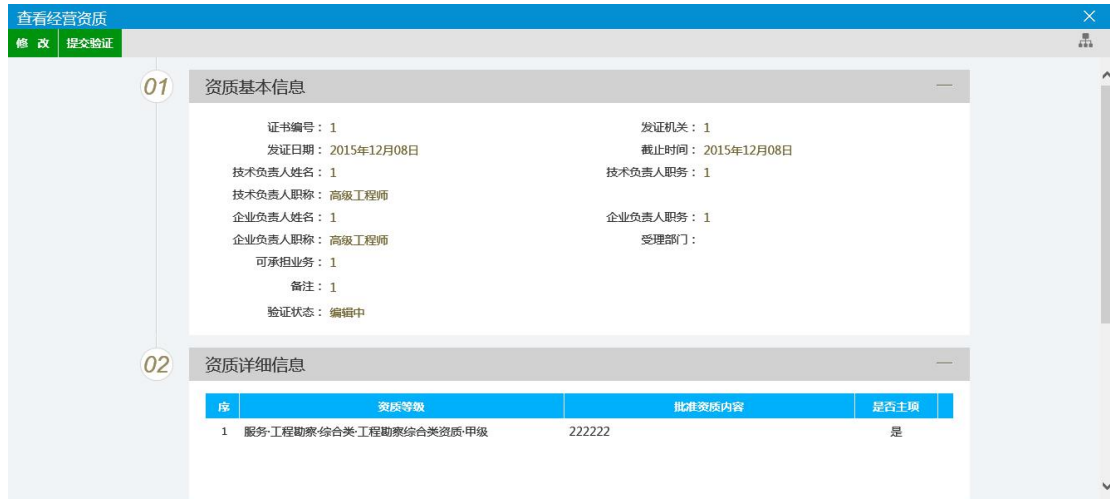 查看经营资质
修 改 提交验证
01 资质基本信息
证书编号： 1 发证机关： 1
发证日期： 2015年12月08日 截止时间： 2015年12月08日
技术负责人姓名： 1 技术负责人职务： 1
技术负责人职称： 高级工程师
企业负责人姓名： 1 企业负责人职务： 1
企业负责人职称： 高级工程师 受理部门：
可承担业务： 1
备注： 1
验证状态： 编辑中
02 资质详细信息
序 资质等级 批准资质内容 是否主项
1 服务·工程勘察·综合类·工程勘察综合类资质·甲级 222222 是